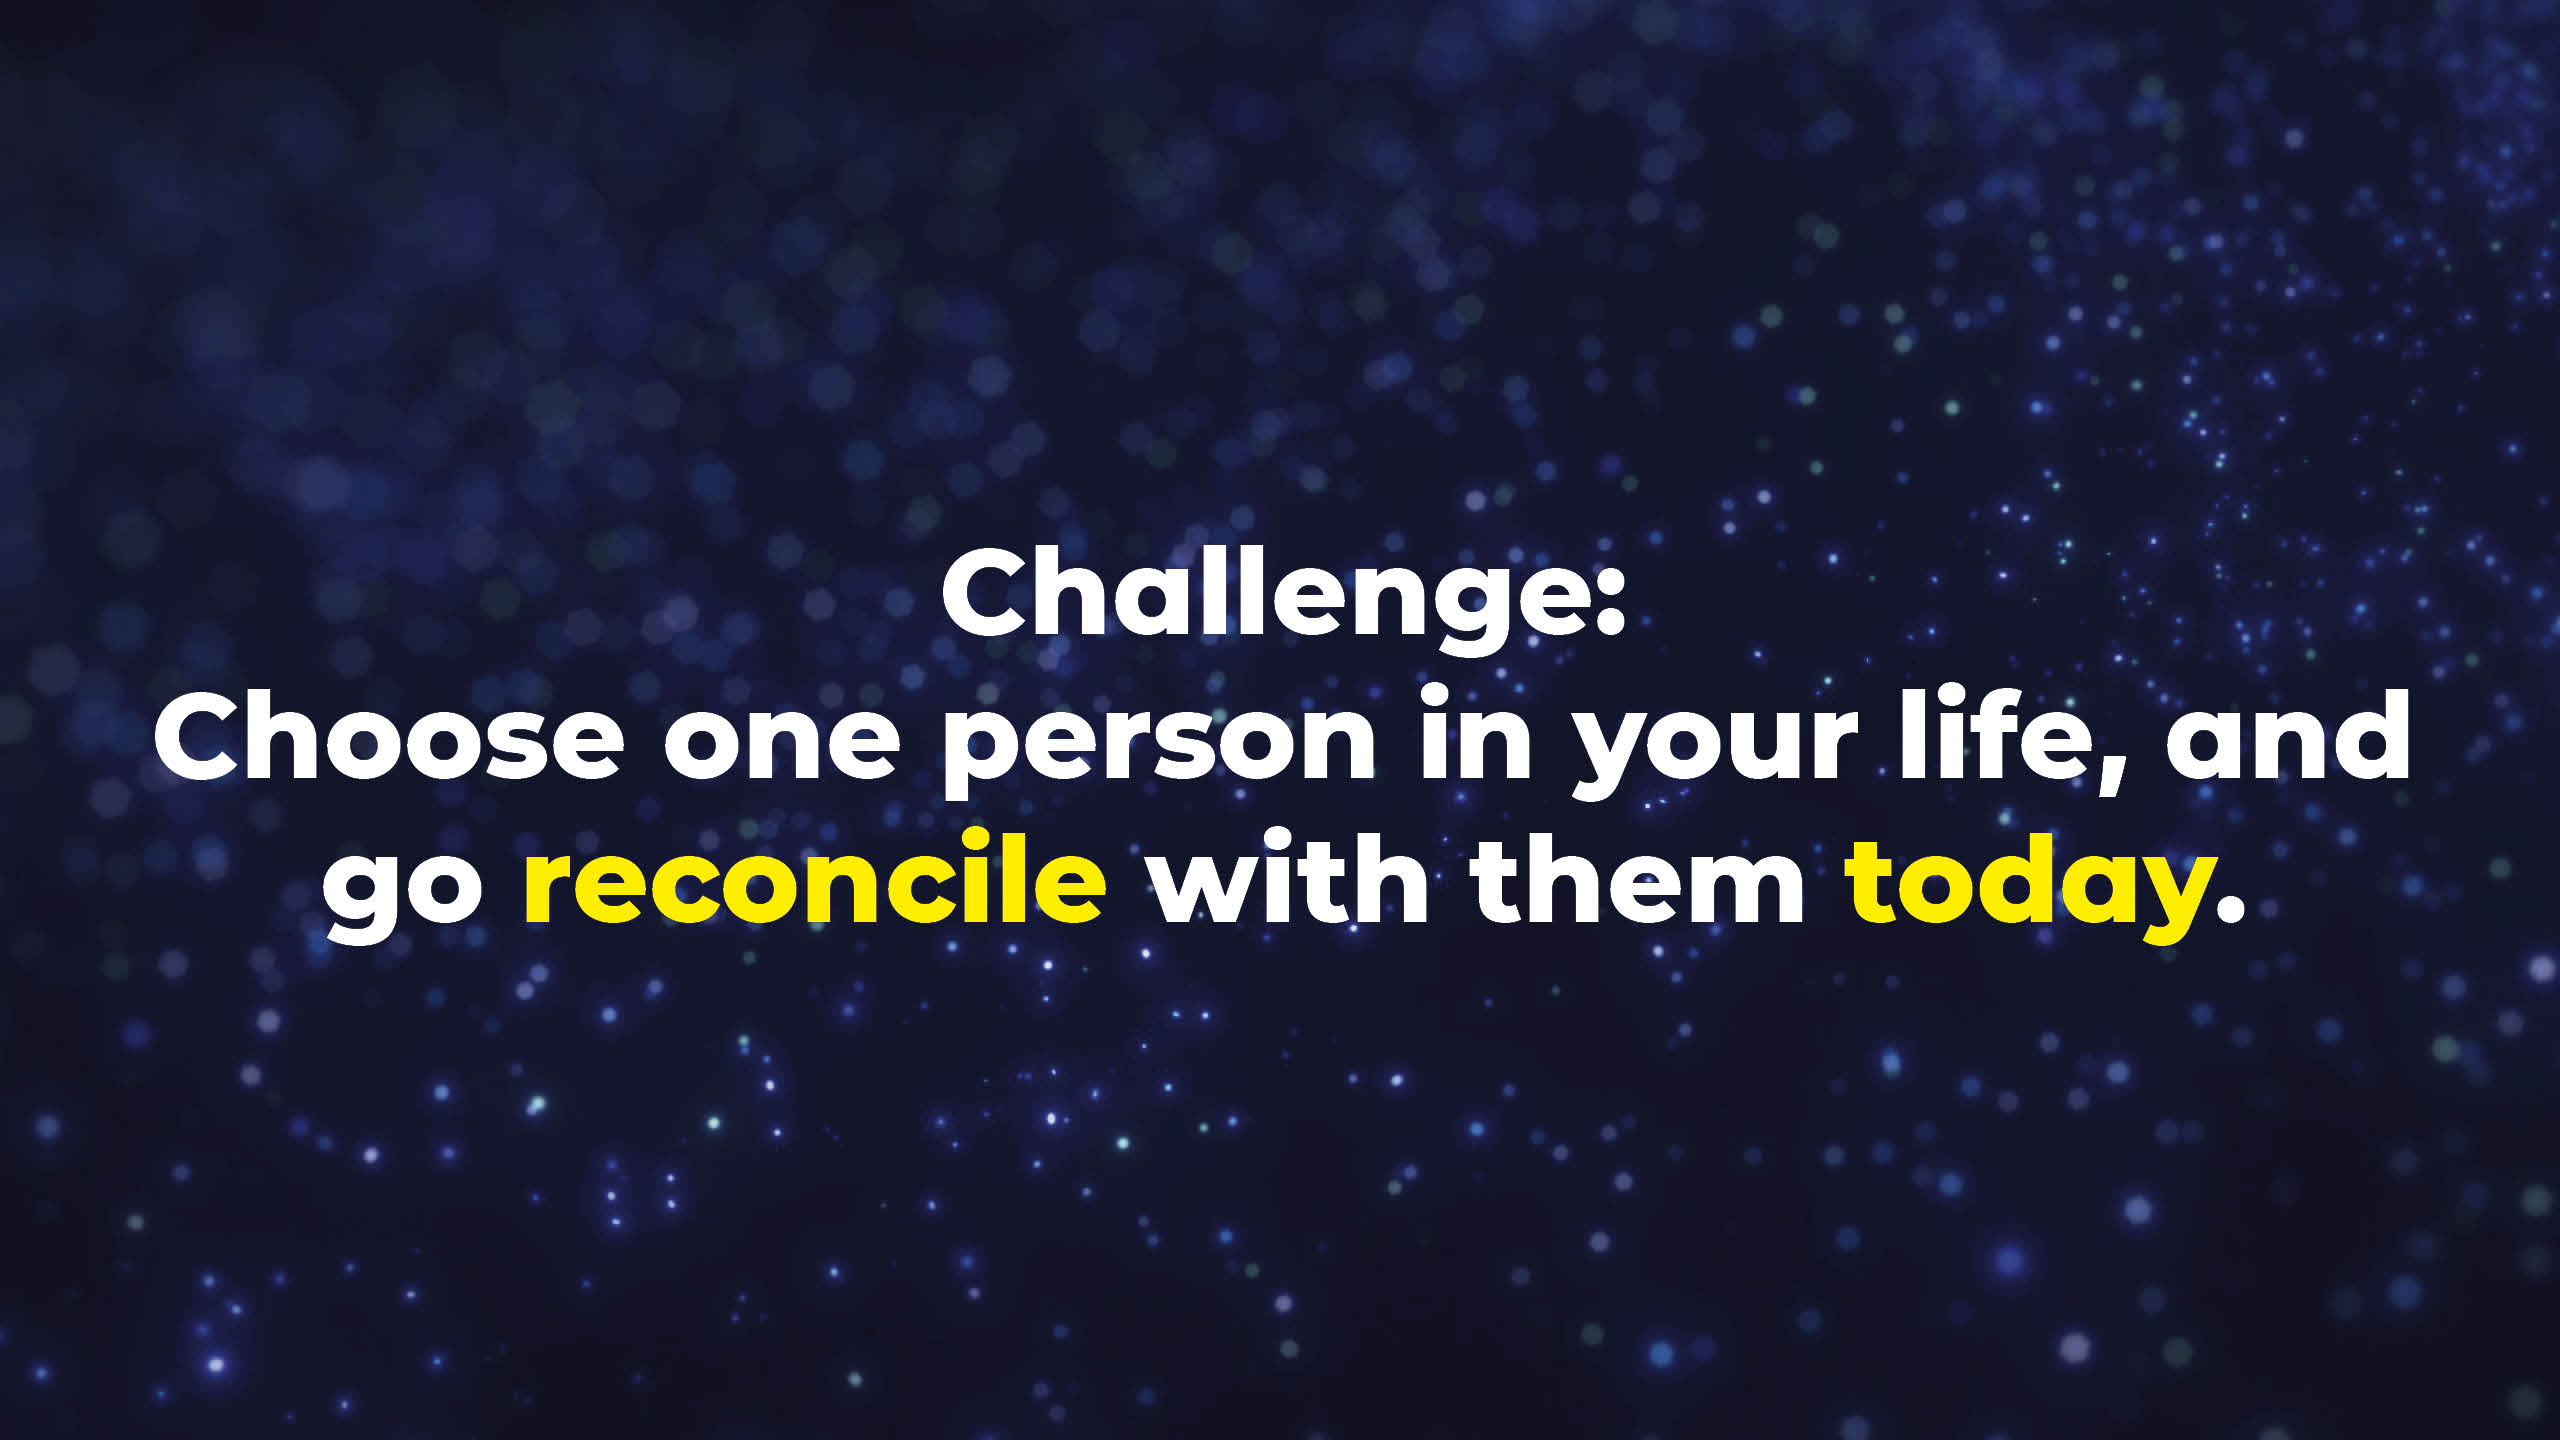 Challenge:
Choose one person in your life, and
go reconcile with them today.